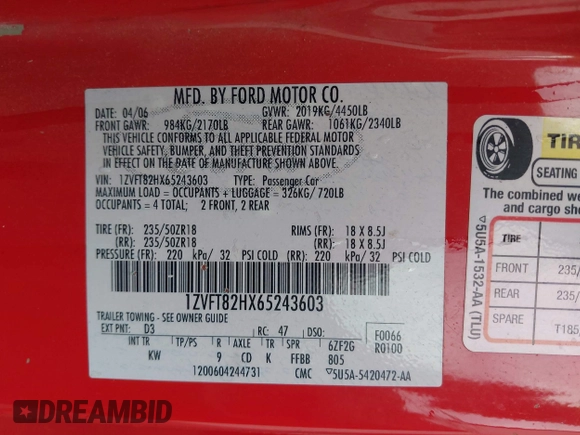 MFD. BY FORD MOTOR CO.
DATE: 04/06 GVWR: 2019KG/4450LB
FRONT GAWR: 984KG/2170LB REAR GAWR: 1061KG/2340LB
THIS VEHICLE CONFORMS TO ALL APPLICABLE FEDERAL MOTOR
VEHICLE SAFETY, BUMPER, AND THEFT PREVENTION STANDARDS
IN EFFECT ON THE DATE OF MANUFACTURE SHOWN ABOVE.
VIN: 1ZVFT82HX65243603 TYPE: Passenger Car
MAXIMUM LOAD = OCCUPANTS + LUGGAGE = 326KG/720LB
OCCUPANTS = 4 TOTAL: 2 FRONT, 2 REAR
TIRE (FR): 235/50ZR18 RIMS (FR): 18 X 8.5J
(RR): 235/50ZR18 (RR): 18 X 8.5J
PRESSURE (FR): 220 kPa/ 32 PSI COLD (RR): 220 kPa/ 32 PSI COLD
1ZVFT82HX65243603
TRAILER TOWING - SEE OWNER GUIDE
EXT PNT: D3 RC: 47 DSO: F0066
INT TR TP/PS R AXLE TR SPR 6ZF2G R0100
KW 9 CD K FFBB 805
1200604244731 CMC ▽5U5A-5420472-AA
▽5U5A-1532-AA (TLU)
TIR
SEATING
The combined we
and cargo sho
TIRE
FRONT 235/
REAR 235/
SPARE T185/
DREAMBID